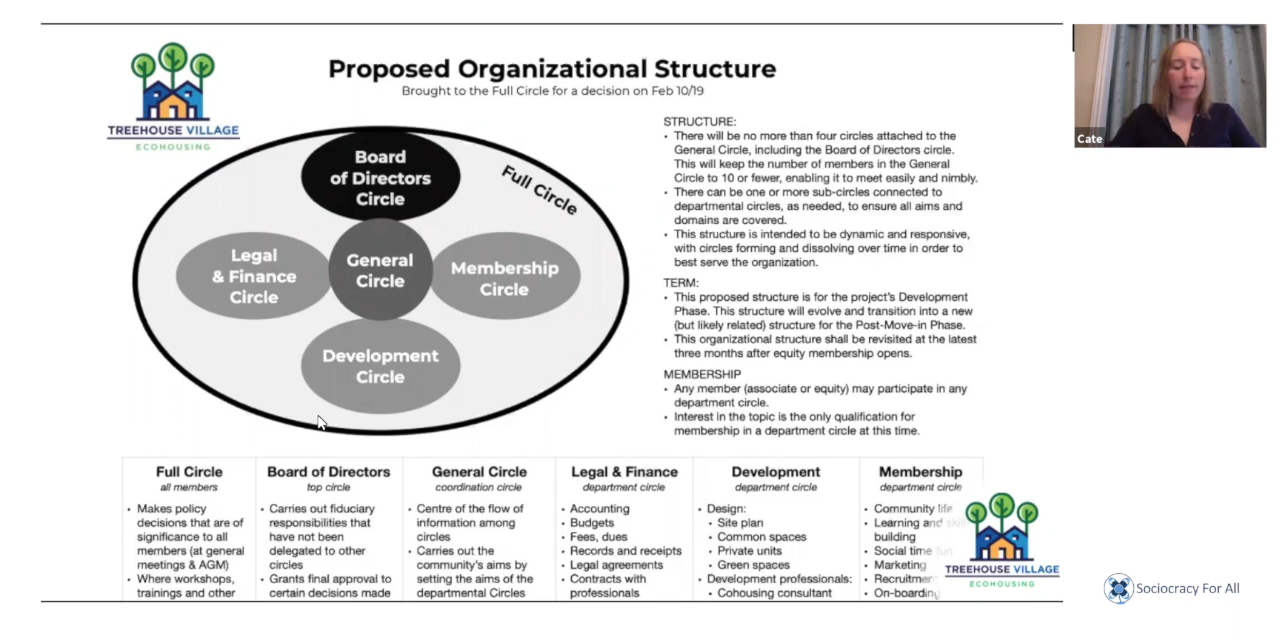 Proposed Organizational Structure
Brought to the Full Circle for a decision on Feb 10/19
TREEHOUSE VILLAGE
ECOHOUSING
Board
of Directors
Circle
Full Circle
Legal
& Finance
Circle
General
Circle
Membership
Circle
Development
Circle
STRUCTURE:
• There will be no more than four circles attached to the
General Circle, including the Board of Directors circle.
This will keep the number of members in the General
Circle to 10 or fewer, enabling it to meet easily and nimbly.
• There can be one or more sub-circles connected to
departmental circles, as needed, to ensure all aims and
domains are covered.
• This structure is intended to be dynamic and responsive,
with circles forming and dissolving over time in order to
best serve the organization.
TERM:
• This proposed structure is for the project's Development
Phase. This structure will evolve and transition into a new
(but likely related) structure for the Post-Move-in Phase.
• This organizational structure shall be revisited at the latest
three months after equity membership opens.
MEMBERSHIP
• Any member (associate or equity) may participate in any
department circle.
• Interest in the topic is the only qualification for
membership in a department circle at this time.
Full Circle
all members
• Makes policy
decisions that are of
significance to all
members (at general
meetings & AGM)
• Where workshops,
trainings and other
Board of Directors
top circle
• Carries out fiduciary
responsibilities that
have not been
delegated to other
circles
• Grants final approval to
certain decisions made
General Circle
coordination circle
• Centre of the flow of
information among
circles
• Carries out the
community's aims by
setting the aims of the
departmental Circles
Legal & Finance
department circle
• Accounting
• Budgets
• Fees, dues
• Records and receipts
• Legal agreements
• Contracts with
professionals
Development
department circle
• Design:
• Site plan
• Common spaces
• Private units
• Green spaces
• Development professionals:
• Cohousing consultant
Membership
department circle
• Community life
• Learning and skill
building
• Social time fun
• Marketing
• Recruitment
• On-boarding
TREEHOUSE VILLAGE
ECOHOUSING
Cate
Sociocracy For All